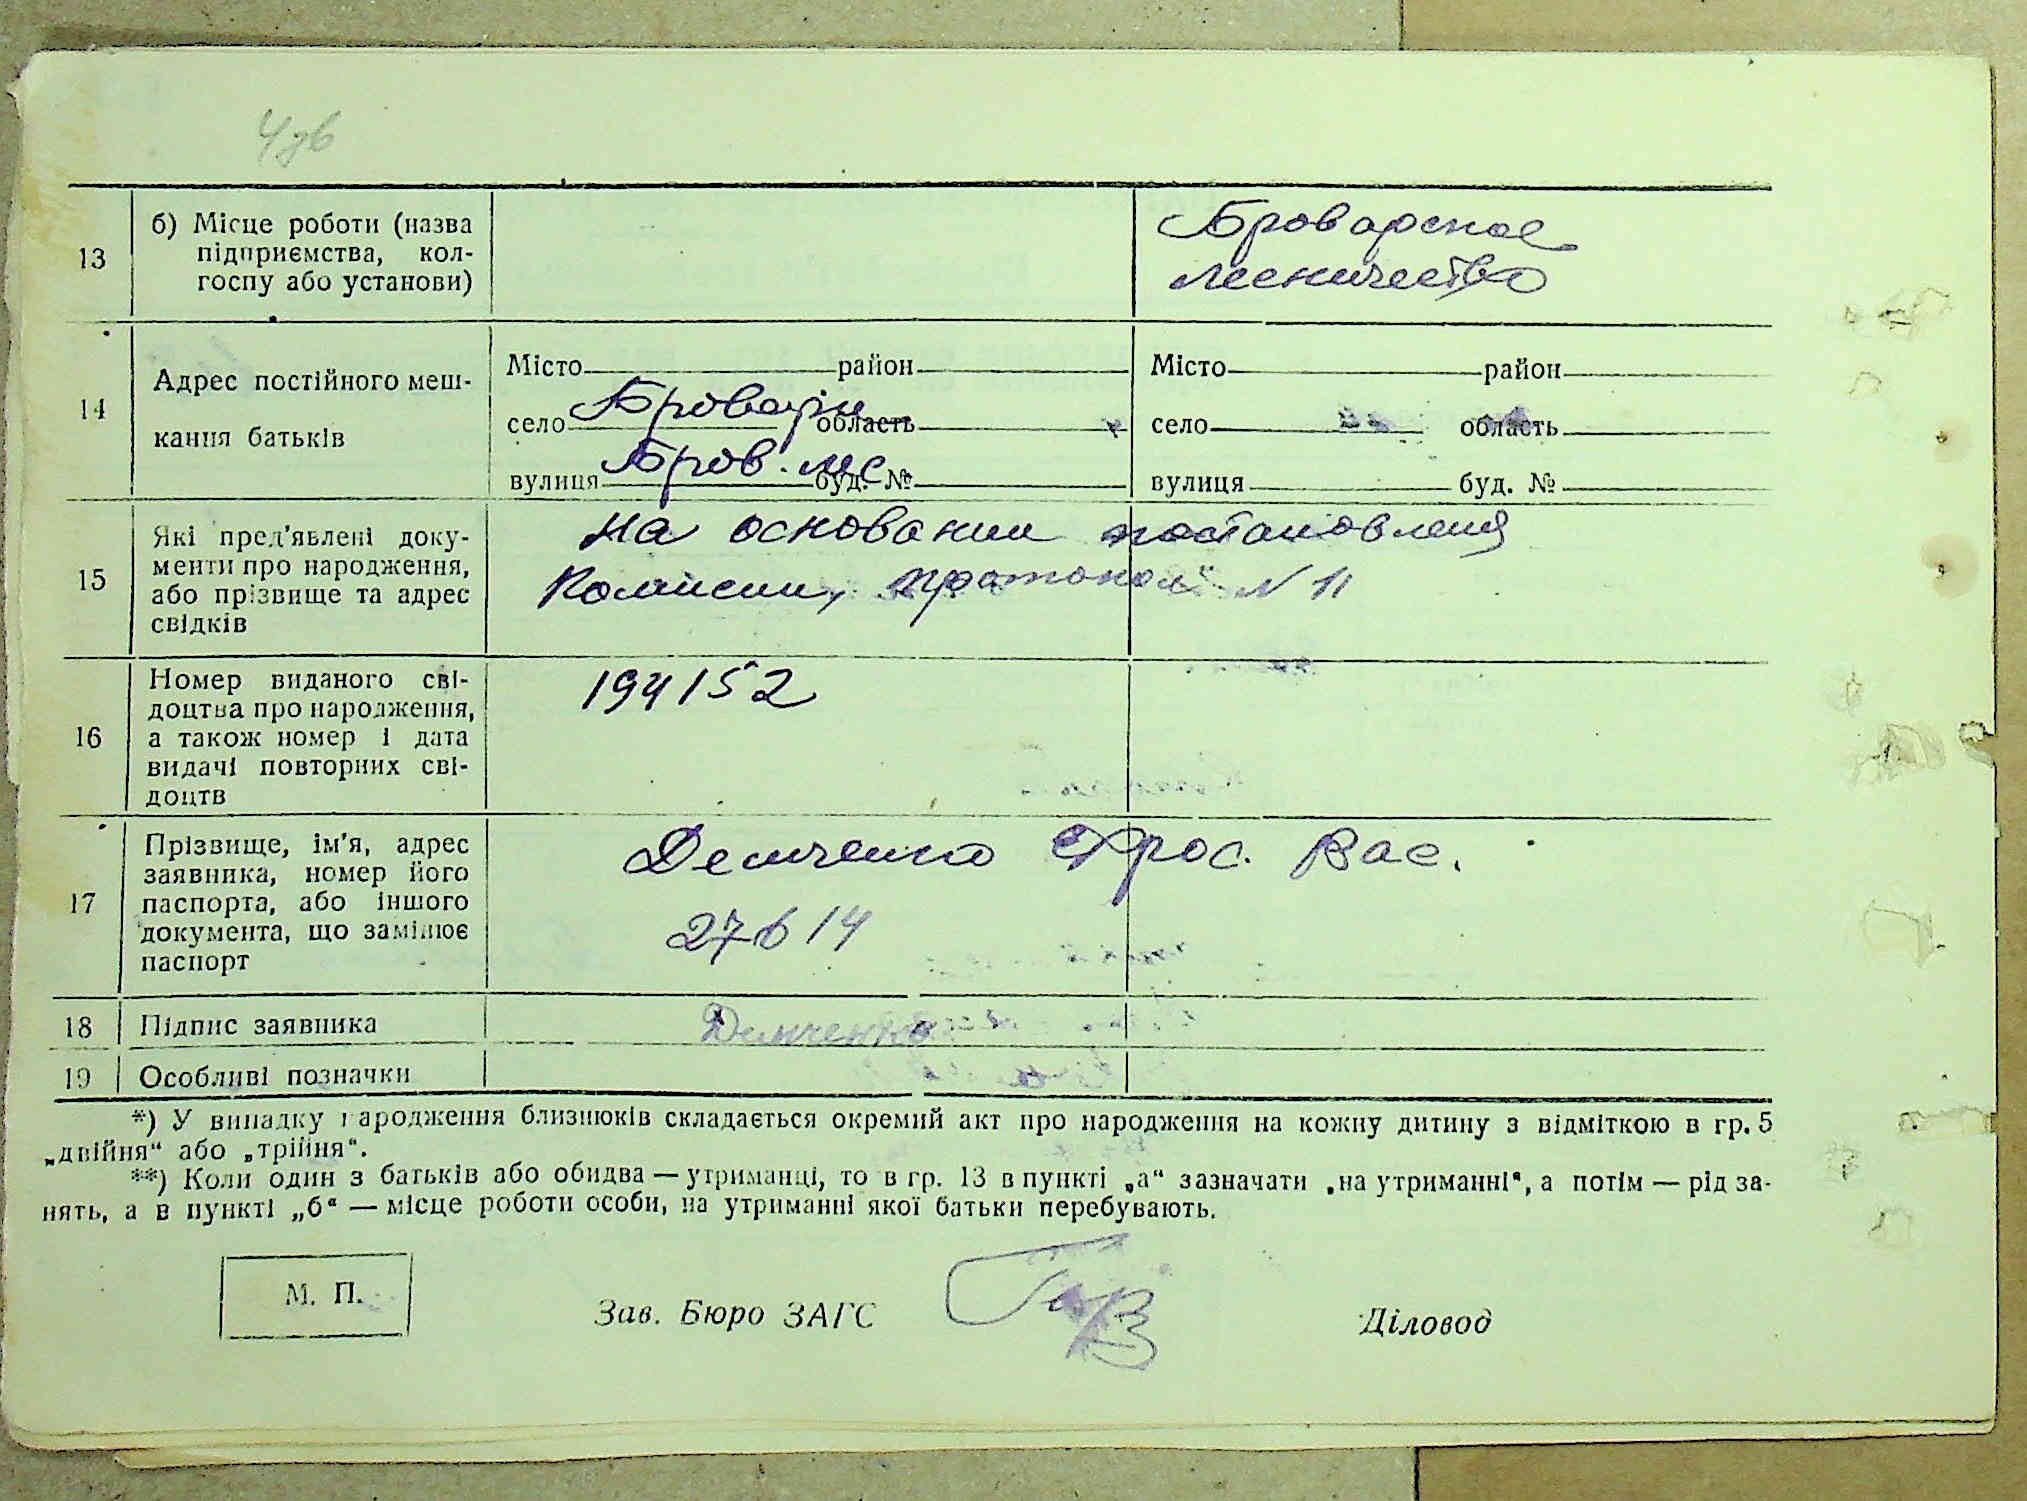 4зв
13
б) Місце роботи (назва
підприємства, кол-
госпу або установи)
Броварское
лесничество
14
Адрес постійного меш-
кання батьків
Місто район
село Бровари область
вулиця Бров. лес буд. №
Місто район
село область
вулиця буд. №
15
Які пред'явлені доку-
менти про народження,
або прізвище та адрес
свідків
на основании постановления
Комиссии, протокол N 11
16
Номер виданого сві-
доцтва про народження,
а також номер і дата
видачі повторних сві-
доцтв
194152
17
Прізвище, ім'я, адрес
заявника, номер його
паспорта, або іншого
документа, що замінює
паспорт
Демченко Ефрос. Вас.
27614
18
Підпис заявника
Демченко
19
Особливі позначки
*) У випадку народження близнюків складається окремий акт про народження на кожну дитину з відміткою в гр. 5
„двійня“ або „трійня“.
**) Коли один з батьків або обидва — утриманці, то в гр. 13 в пункті „а“ зазначати „на утриманні“, а потім — рід за-
нять, а в пункті „б“ — місце роботи особи, на утриманні якої батьки перебувають.
М. П.
Зав. Бюро ЗАГС
Діловод